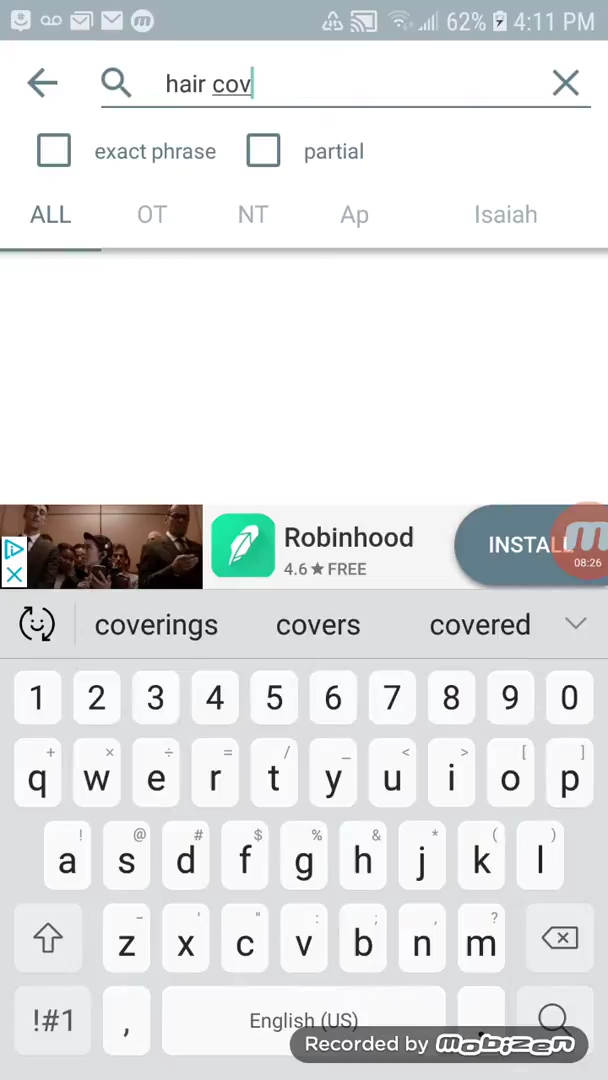 62% 4:11 PM
hair cov
exact phrase partial
ALL OT NT Ap Isaiah
Robinhood
4.6★ FREE
INSTALL
08:26
coverings covers covered
1 2 3 4 5 6 7 8 9 0
+ × ÷ = / _ < > [ ]
q w e r t y u i o p
! @ # $ % & * ( )
a s d f g h j k l
- ' " : ; , ?
z x c v b n m
!#1 , English (US) .
Recorded by mobizen